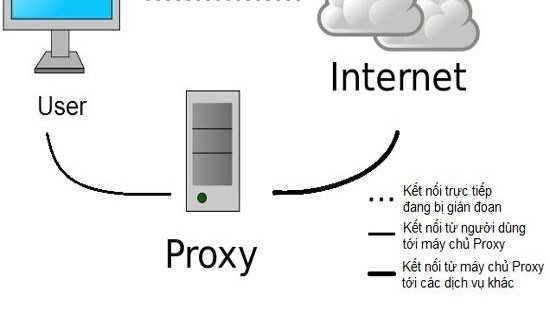 Internet
User
Proxy
Kết nối trực tiếp
đang bị gián đoạn
Kết nối từ người dùng
tới máy chủ Proxy
Kết nối từ máy chủ Proxy
tới các dịch vụ khác